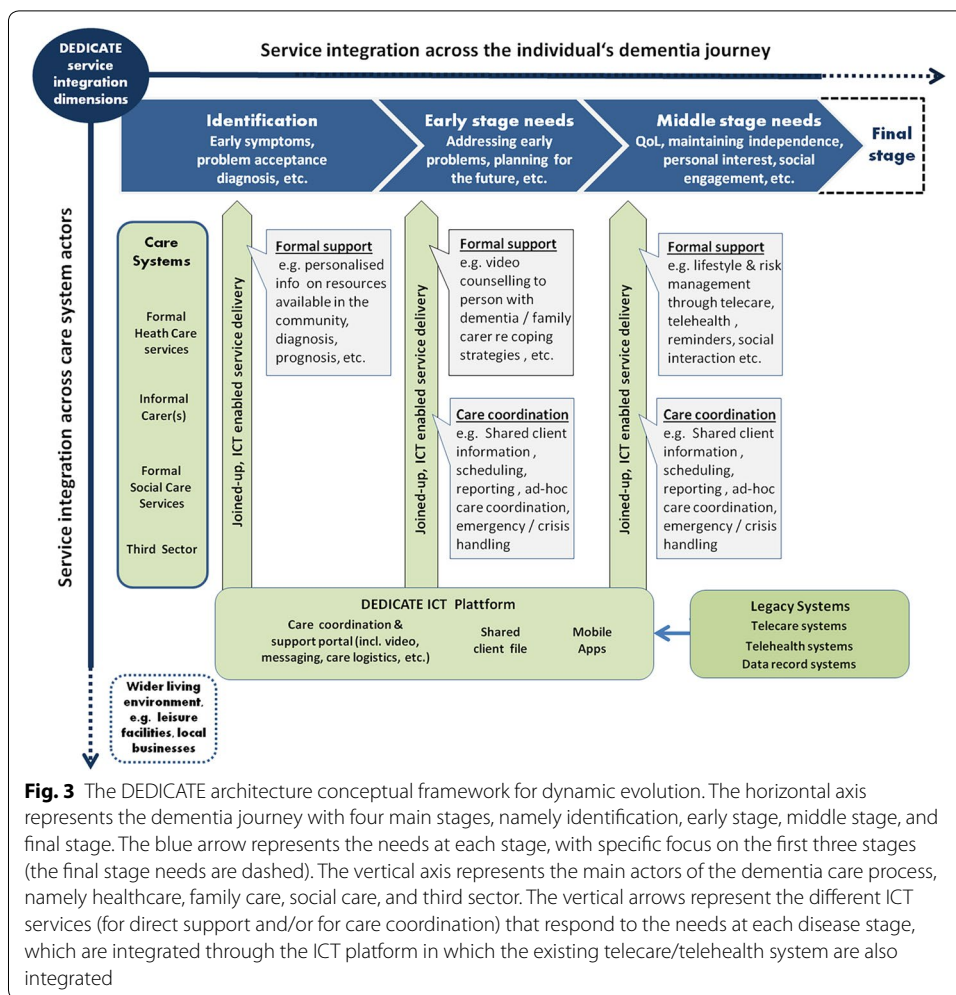 DEDICATE
service
integration
dimensions
Service integration across the individual's dementia journey
Identification
Early symptoms,
problem acceptance
diagnosis, etc.
Early stage needs
Addressing early
problems, planning for
the future, etc.
Middle stage needs
QoL, maintaining independence,
personal interest, social
engagement, etc.
Final
stage
Service integration across care system actors
Care
Systems
Formal
Heath Care
services
Informal
Carer(s)
Formal
Social Care
Services
Third Sector
Joined-up, ICT enabled service delivery
Formal support
e.g. personalised
info on resources
available in the
community,
diagnosis,
prognosis, etc.
Joined-up, ICT enabled service delivery
Formal support
e.g. video
counselling to
person with
dementia / family
carer re coping
strategies , etc.
Care coordination
e.g. Shared client
information ,
scheduling,
reporting , ad-hoc
care coordination,
emergency / crisis
handling
Joined-up, ICT enabled service delivery
Formal support
e.g. lifestyle & risk
management
through telecare,
telehealth ,
reminders, social
interaction etc.
Care coordination
e.g. Shared client
information ,
scheduling,
reporting , ad-hoc
care coordination,
emergency / crisis
handling
DEDICATE ICT Plattform
Care coordination &
support portal (incl. video,
messaging, care logistics, etc.)
Shared
client file
Mobile
Apps
Legacy Systems
Telecare systems
Telehealth systems
Data record systems
Wider living
environment,
e.g. leisure
facilities, local
businesses
Fig. 3 The DEDICATE architecture conceptual framework for dynamic evolution. The horizontal axis
represents the dementia journey with four main stages, namely identification, early stage, middle stage, and
final stage. The blue arrow represents the needs at each stage, with specific focus on the first three stages
(the final stage needs are dashed). The vertical axis represents the main actors of the dementia care process,
namely healthcare, family care, social care, and third sector. The vertical arrows represent the different ICT
services (for direct support and/or for care coordination) that respond to the needs at each disease stage,
which are integrated through the ICT platform in which the existing telecare/telehealth system are also
integrated